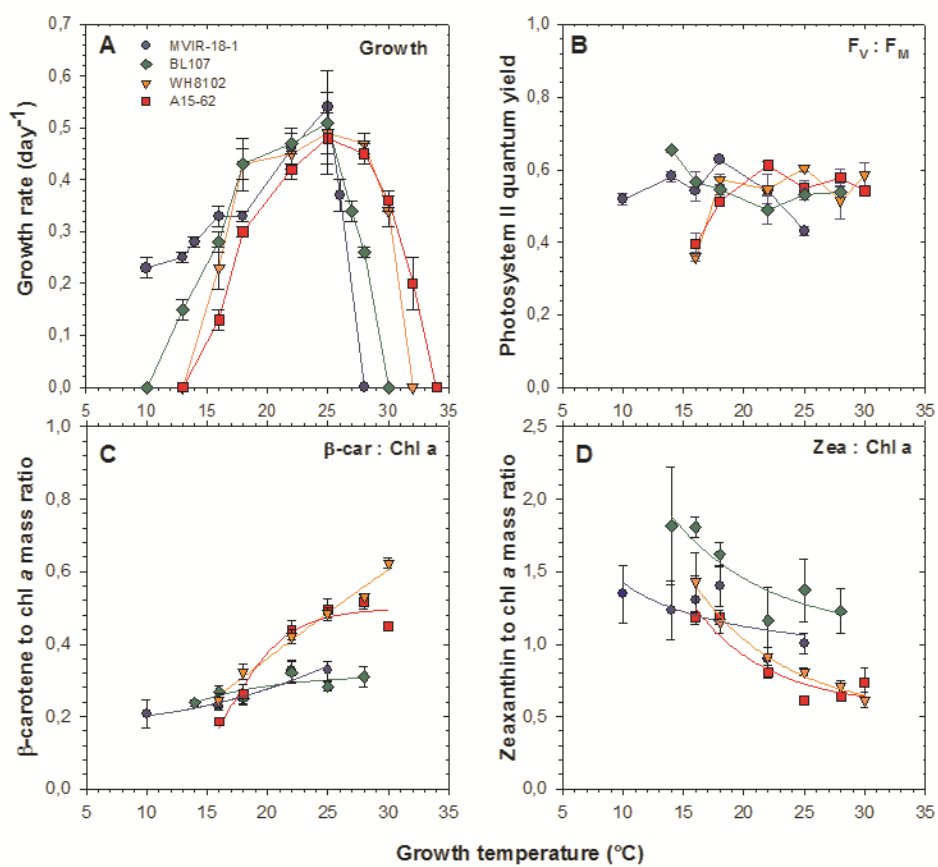 A
Growth
MVIR-18-1
BL107
WH8102
A15-62
Growth rate (day⁻¹)
0,7
0,6
0,5
0,4
0,3
0,2
0,1
0,0
5 10 15 20 25 30 35
B
F_V : F_M
Photosystem II quantum yield
1,0
0,8
0,6
0,4
0,2
0,0
5 10 15 20 25 30 35
C
β-car : Chl a
β-carotene to chl a mass ratio
1,0
0,8
0,6
0,4
0,2
0,0
5 10 15 20 25 30 35
D
Zea : Chl a
Zeaxanthin to chl a mass ratio
2,5
2,0
1,5
1,0
0,5
0,0
5 10 15 20 25 30 35
Growth temperature (°C)